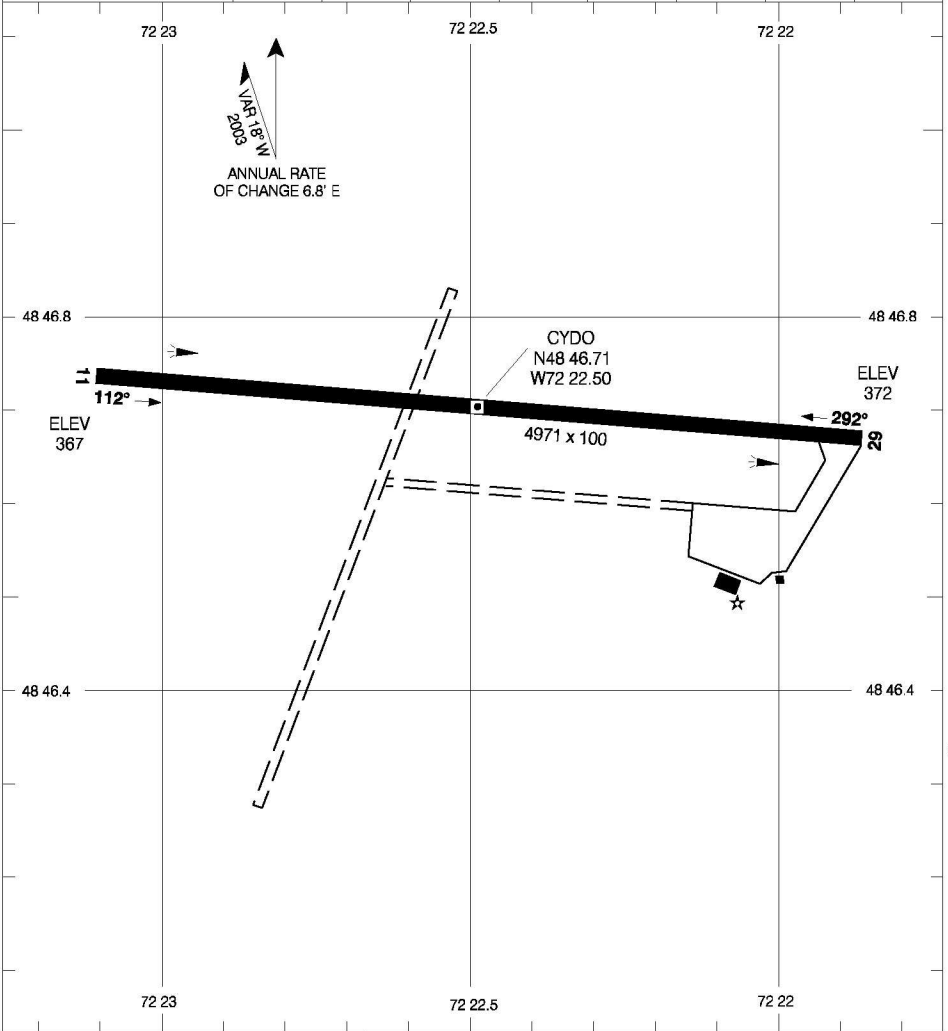 72 23
72 22.5
72 22
VAR 18° W
2003
ANNUAL RATE
OF CHANGE 6.8' E
48 46.8
48 46.8
CYDO
N48 46.71
W72 22.50
ELEV
372
11
112°
292°
29
ELEV
367
4971 x 100
48 46.4
48 46.4
72 23
72 22.5
72 22